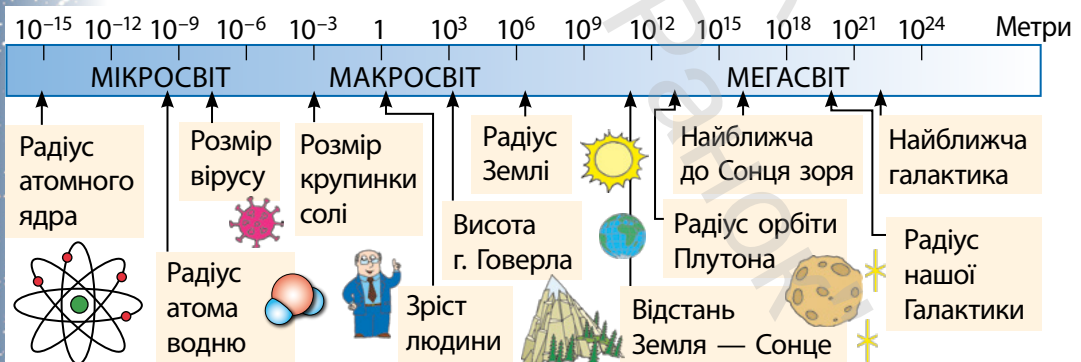 10⁻¹⁵ 10⁻¹² 10⁻⁹ 10⁻⁶ 10⁻³ 1 10³ 10⁶ 10⁹ 10¹² 10¹⁵ 10¹⁸ 10²¹ 10²⁴ Метри
МІКРОСВІТ МАКРОСВІТ МЕГАСВІТ
Радіус
атомного
ядра
Розмір
вірусу
Радіус
атома
водню
Розмір
крупинки
солі
Зріст
людини
Висота
г. Говерла
Радіус
Землі
Відстань
Земля — Сонце
Найближча
до Сонця зоря
Радіус орбіти
Плутона
Найближча
галактика
Радіус
нашої
Галактики
Ранок